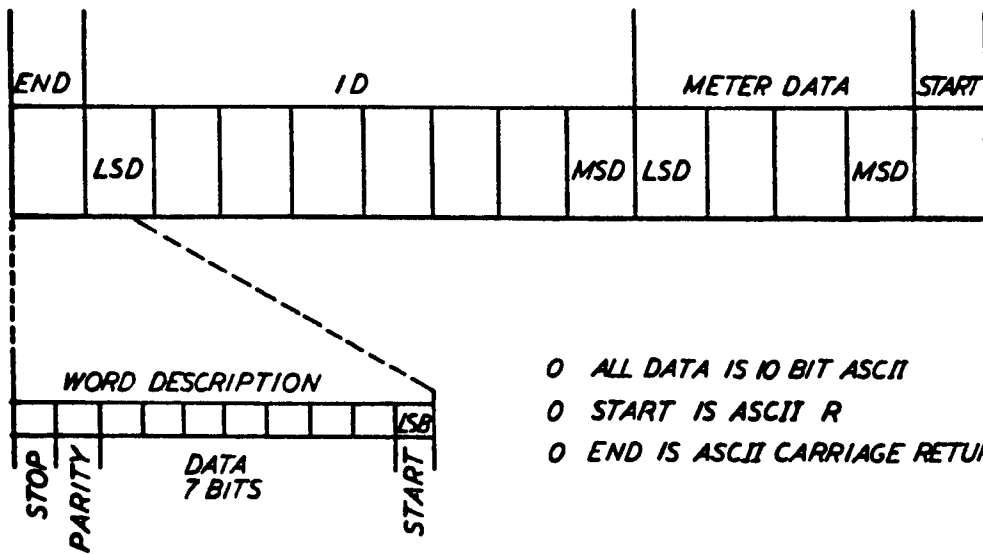 END ID METER DATA START
LSD MSD LSD MSD
WORD DESCRIPTION
LSB
STOP PARITY DATA START
7 BITS
O ALL DATA IS 10 BIT ASCII
O START IS ASCII R
O END IS ASCII CARRIAGE RETUR